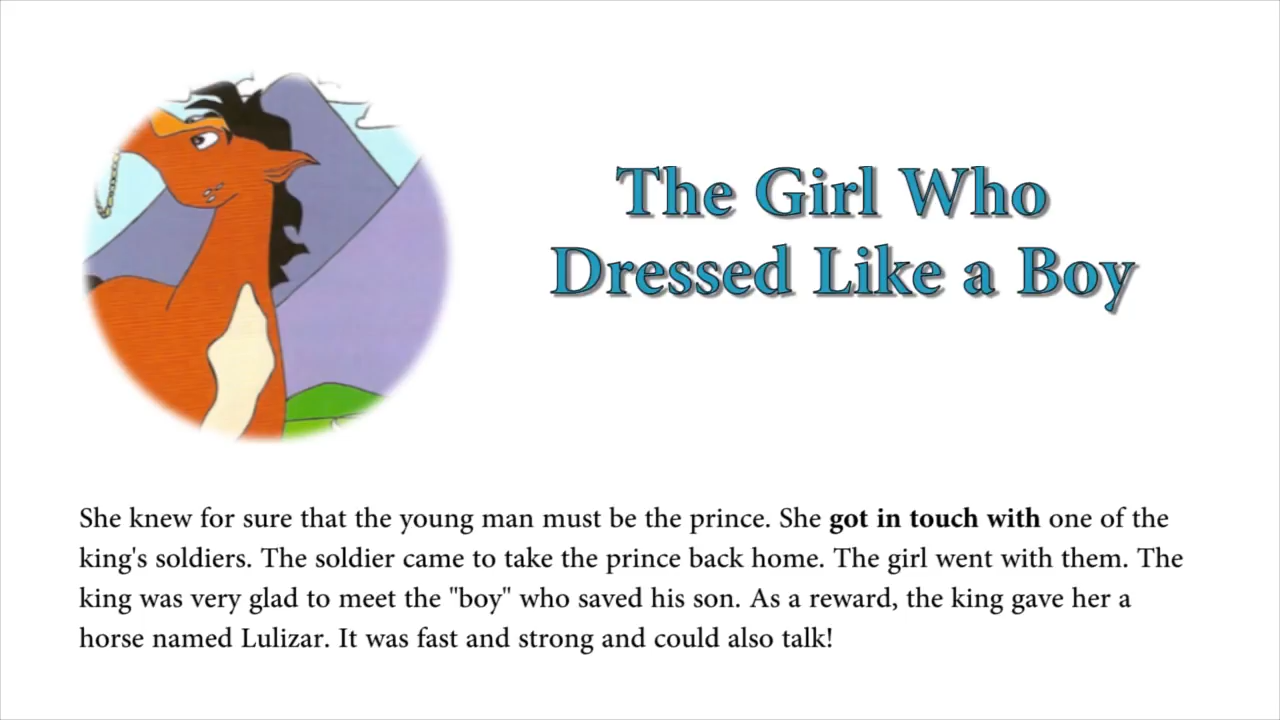 The Girl Who
Dressed Like a Boy
She knew for sure that the young man must be the prince. She got in touch with one of the
king's soldiers. The soldier came to take the prince back home. The girl went with them. The
king was very glad to meet the "boy" who saved his son. As a reward, the king gave her a
horse named Lulizar. It was fast and strong and could also talk!